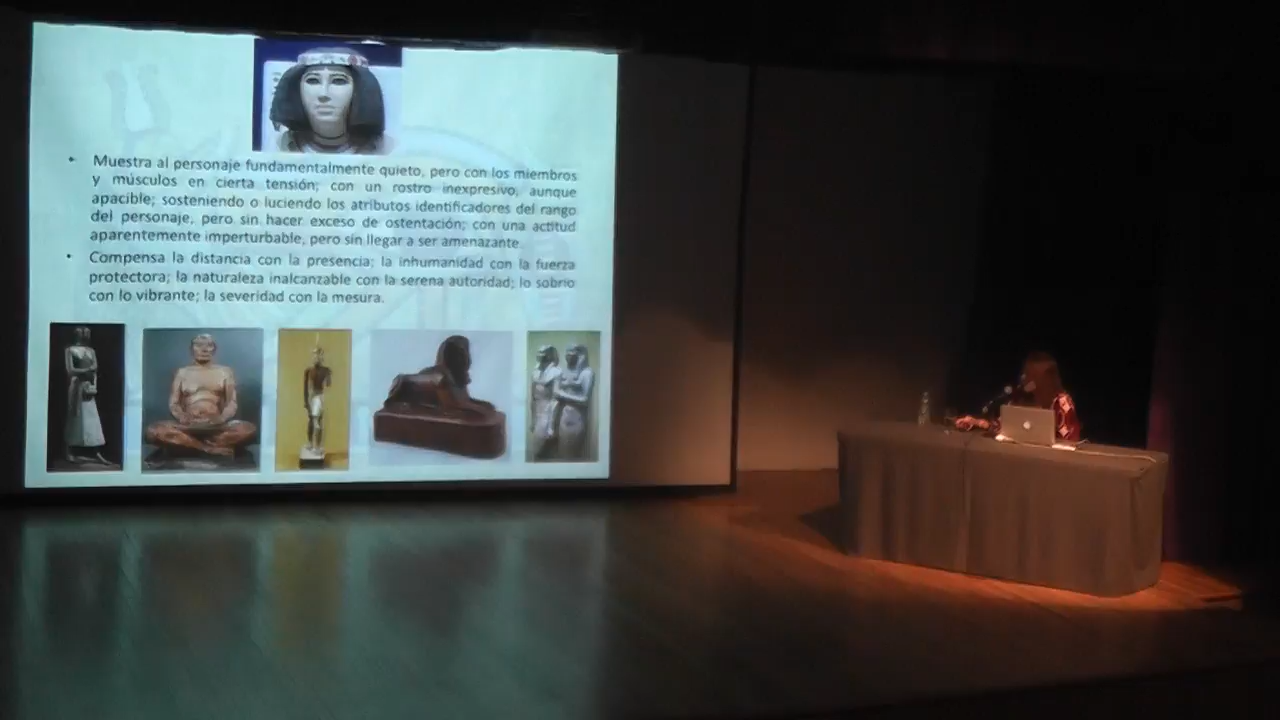 • Muestra al personaje fundamentalmente quieto, pero con los miembros
y músculos en cierta tensión; con un rostro inexpresivo, aunque
apacible; sosteniendo o luciendo los atributos identificadores del rango
del personaje, pero sin hacer exceso de ostentación; con una actitud
aparentemente imperturbable, pero sin llegar a ser amenazante.
• Compensa la distancia con la presencia; la inhumanidad con la fuerza
protectora; la naturaleza inalcanzable con la serena autoridad; lo sobrio
con lo vibrante; la severidad con la mesura.